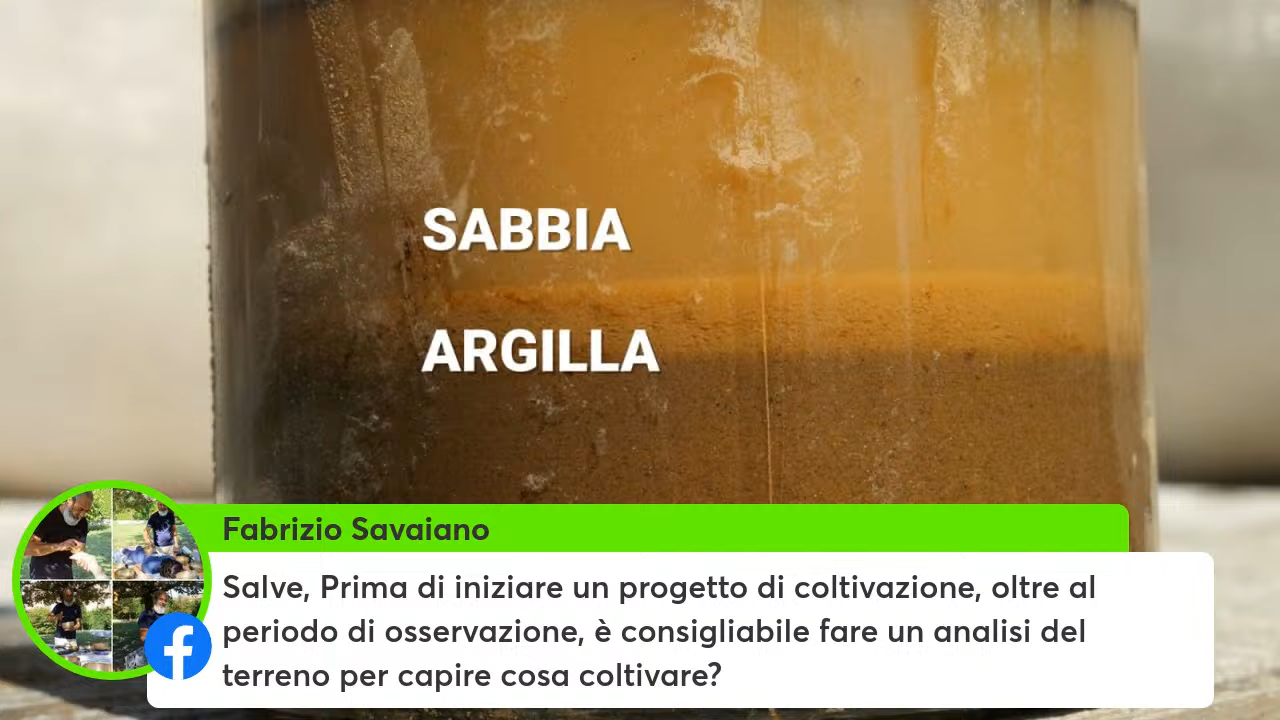 SABBIA
ARGILLA
Fabrizio Savaiano
Salve, Prima di iniziare un progetto di coltivazione, oltre al
periodo di osservazione, è consigliabile fare un analisi del
terreno per capire cosa coltivare?